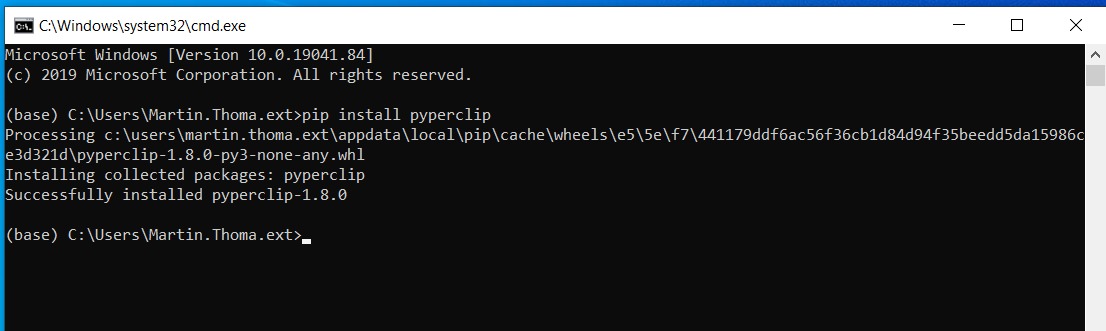 C:\Windows\system32\cmd.exe
Microsoft Windows [Version 10.0.19041.84]
(c) 2019 Microsoft Corporation. All rights reserved.
(base) C:\Users\Martin.Thoma.ext>pip install pyperclip
Processing c:\users\martin.thoma.ext\appdata\local\pip\cache\wheels\e5\5e\f7\441179ddf6ac56f36cb1d84d94f35beedd5da15986c
e3d321d\pyperclip-1.8.0-py3-none-any.whl
Installing collected packages: pyperclip
Successfully installed pyperclip-1.8.0
(base) C:\Users\Martin.Thoma.ext>